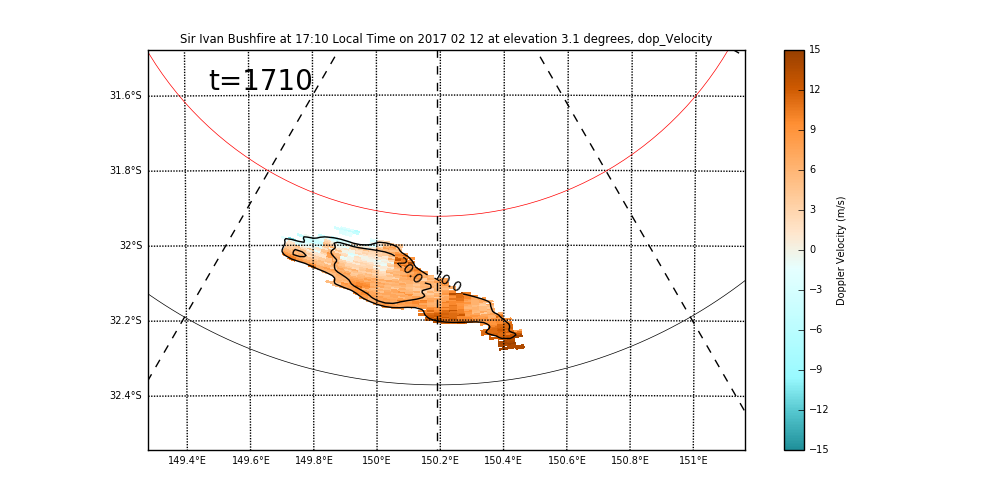 Sir Ivan Bushfire at 17:10 Local Time on 2017 02 12 at elevation 3.1 degrees, dop_Velocity
t=1710
31.6°S
31.8°S
32°S
32.2°S
32.4°S
20.0
10.0
149.4°E 149.6°E 149.8°E 150°E 150.2°E 150.4°E 150.6°E 150.8°E 151°E
15
12
9
6
3
0
−3
−6
−9
−12
−15
Doppler Velocity (m/s)